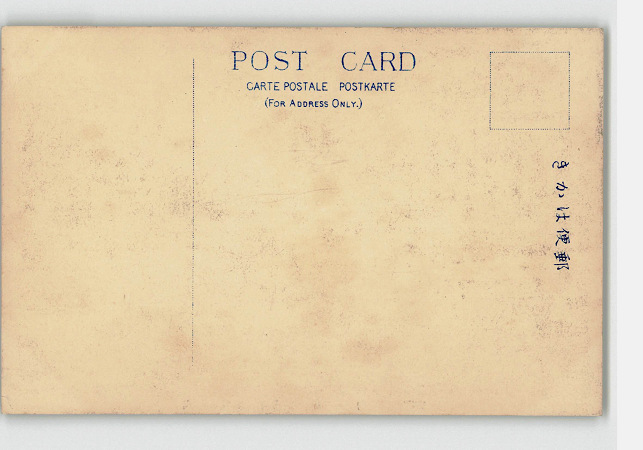 POST CARD
CARTE POSTALE POSTKARTE
(FOR ADDRESS ONLY.)
きかは便郵